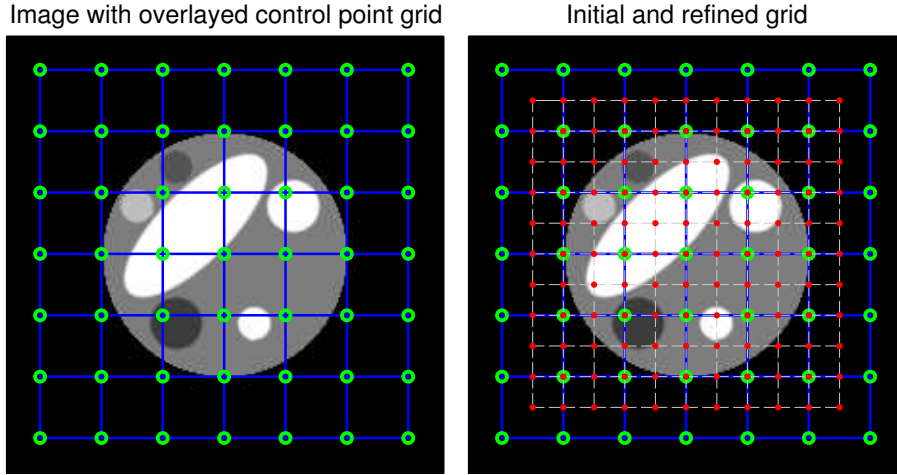 Image with overlayed control point grid
Initial and refined grid